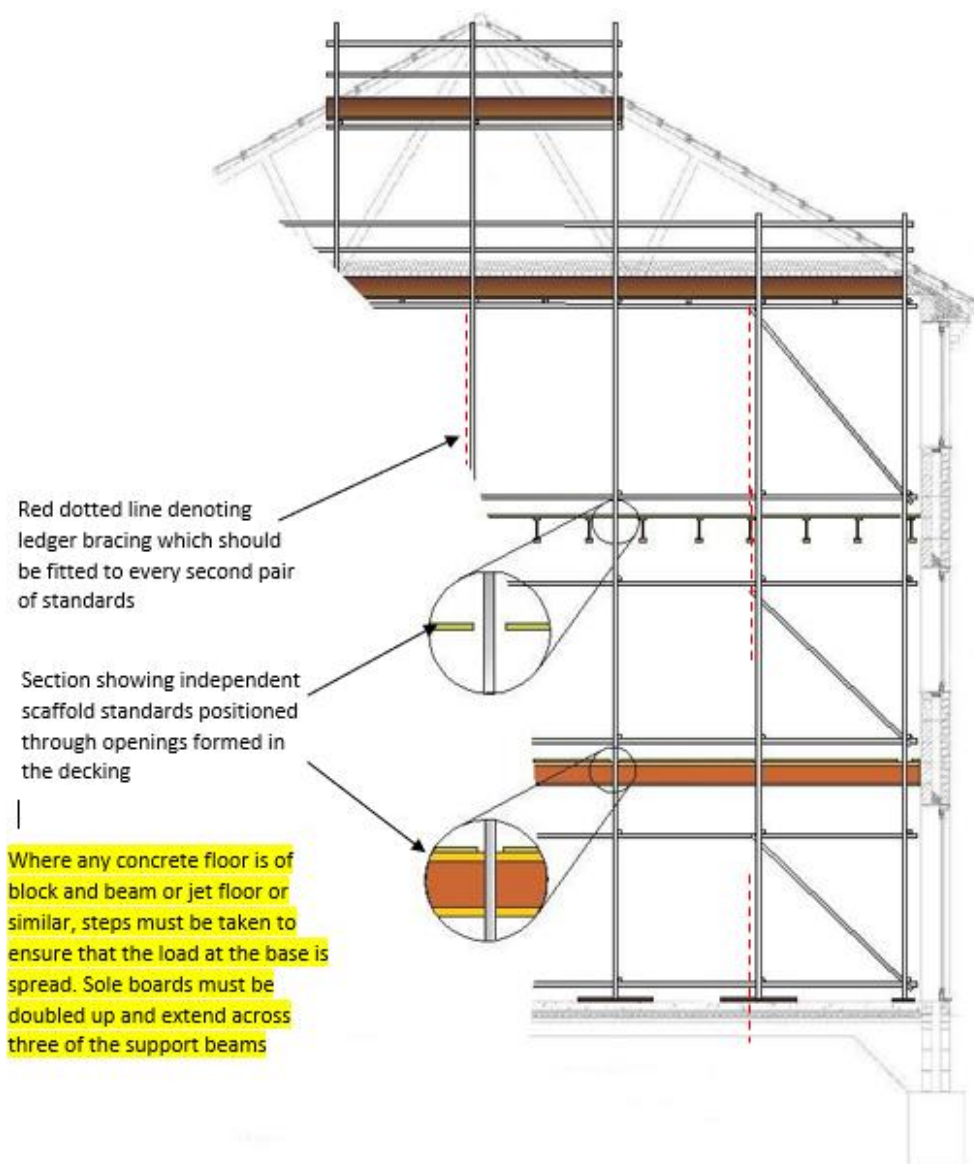 Red dotted line denoting
ledger bracing which should
be fitted to every second pair
of standards
Section showing independent
scaffold standards positioned
through openings formed in
the decking
Where any concrete floor is of
block and beam or jet floor or
similar, steps must be taken to
ensure that the load at the base is
spread. Sole boards must be
doubled up and extend across
three of the support beams